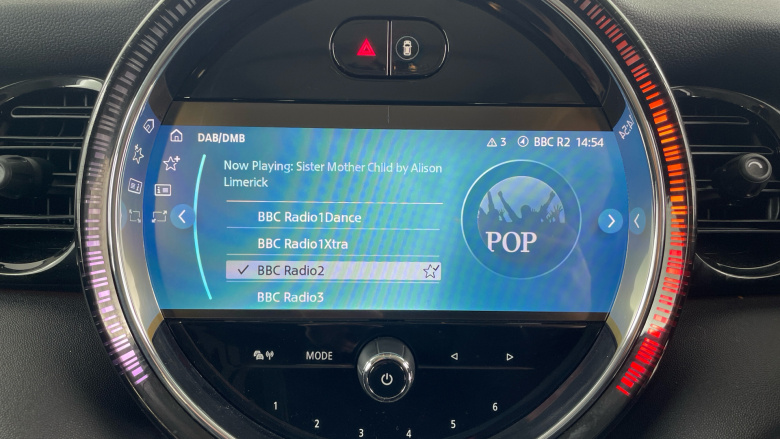 DAB/DMB
3
BBC R2 14:54
Now Playing: Sister Mother Chlid by Alison
Limerick
BBC Radio1Dance
BBC Radio1Xtra
BBC Radio2
BBC Radio3
POP
MODE
1
2
3
4
5
6